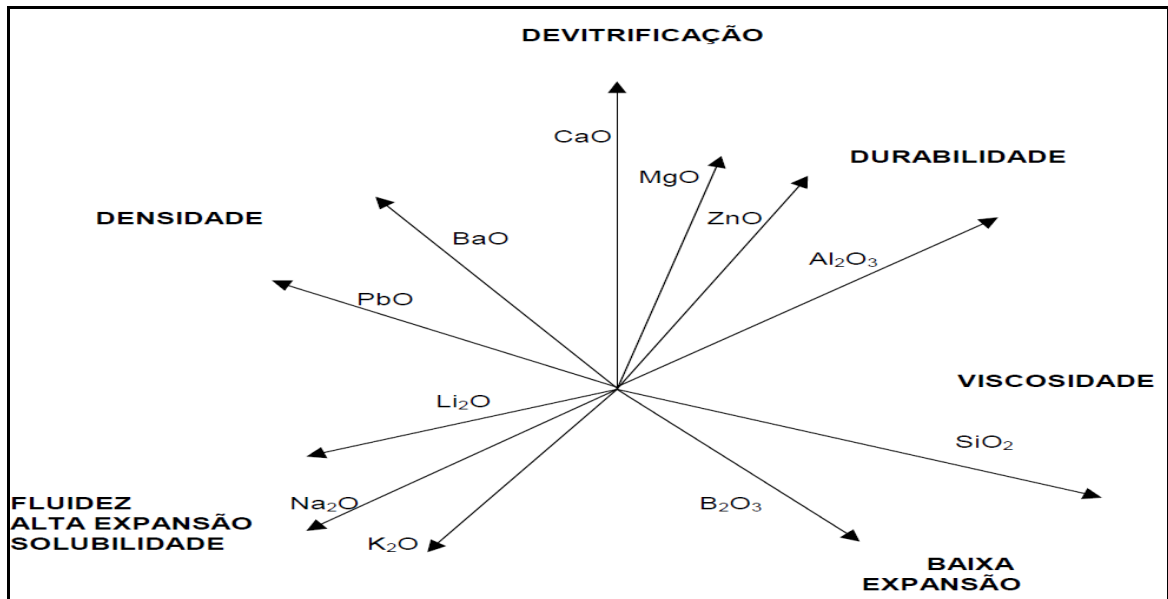 DEVITRIFICAÇÃO
CaO
MgO
DURABILIDADE
ZnO
DENSIDADE
BaO
Al₂O₃
PbO
VISCOSIDADE
Li₂O
SiO₂
FLUIDEZ
ALTA EXPANSÃO
SOLUBILIDADE
Na₂O
B₂O₃
K₂O
BAIXA
EXPANSÃO